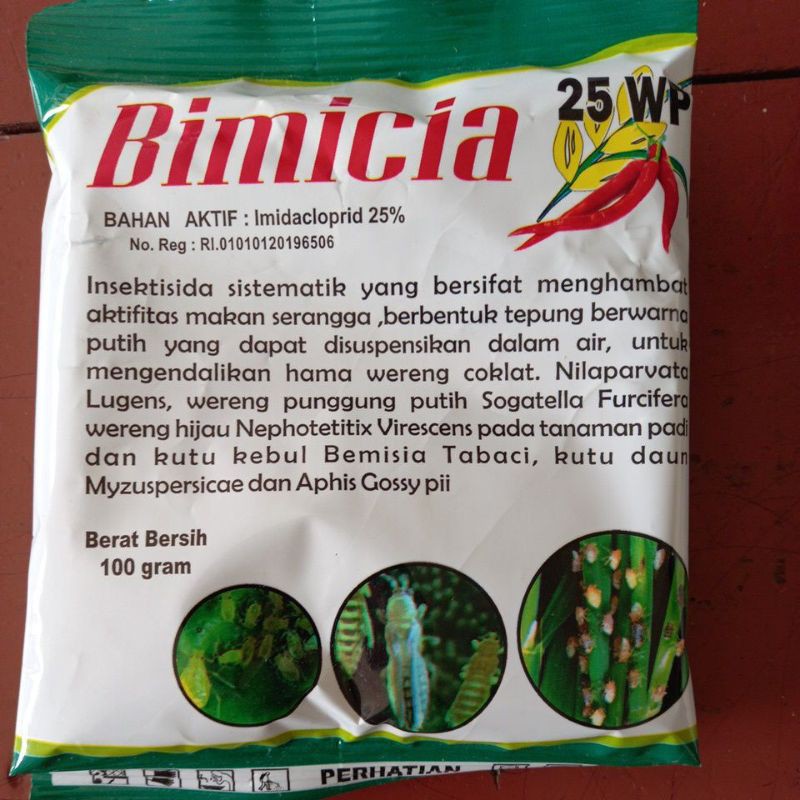 Bimicia
25 WP
BAHAN AKTIF : Imidacloprid 25%
No. Reg : RI.01010120196506
Insektisida sistematik yang bersifat menghambat
aktifitas makan serangga ,berbentuk tepung berwarna
putih yang dapat disuspensikan dalam air, untuk
mengendalikan hama wereng coklat. Nilaparvata
Lugens, wereng punggung putih Sogatella Furcifera
wereng hijau Nephotetitix Virescens pada tanaman padi
dan kutu kebul Bemisia Tabaci, kutu daun
Myzuspersicae dan Aphis Gossy pii
Berat Bersih
100 gram
PERHATIAN